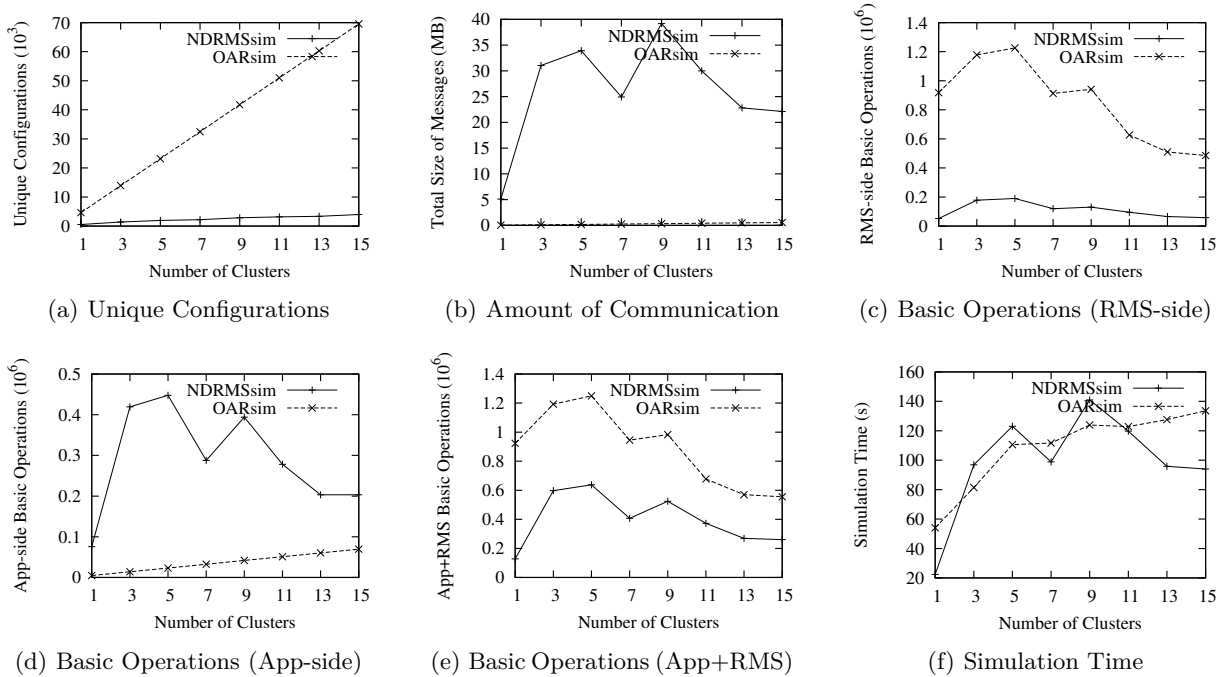 Unique Configurations (10³)
70
60
50
40
30
20
10
0
NDRMSsim
OARsim
1 3 5 7 9 11 13 15
Number of Clusters
(a) Unique Configurations
Total Size of Messages (MB)
40
35
30
25
20
15
10
5
0
NDRMSsim
OARsim
1 3 5 7 9 11 13 15
Number of Clusters
(b) Amount of Communication
RMS-side Basic Operations (10⁶)
1.4
1.2
1
0.8
0.6
0.4
0.2
0
NDRMSsim
OARsim
1 3 5 7 9 11 13 15
Number of Clusters
(c) Basic Operations (RMS-side)
App-side Basic Operations (10⁶)
0.5
0.4
0.3
0.2
0.1
0
NDRMSsim
OARsim
1 3 5 7 9 11 13 15
Number of Clusters
(d) Basic Operations (App-side)
App+RMS Basic Operations (10⁶)
1.4
1.2
1
0.8
0.6
0.4
0.2
0
NDRMSsim
OARsim
1 3 5 7 9 11 13 15
Number of Clusters
(e) Basic Operations (App+RMS)
Simulation Time (s)
160
140
120
100
80
60
40
20
NDRMSsim
OARsim
1 3 5 7 9 11 13 15
Number of Clusters
(f) Simulation Time